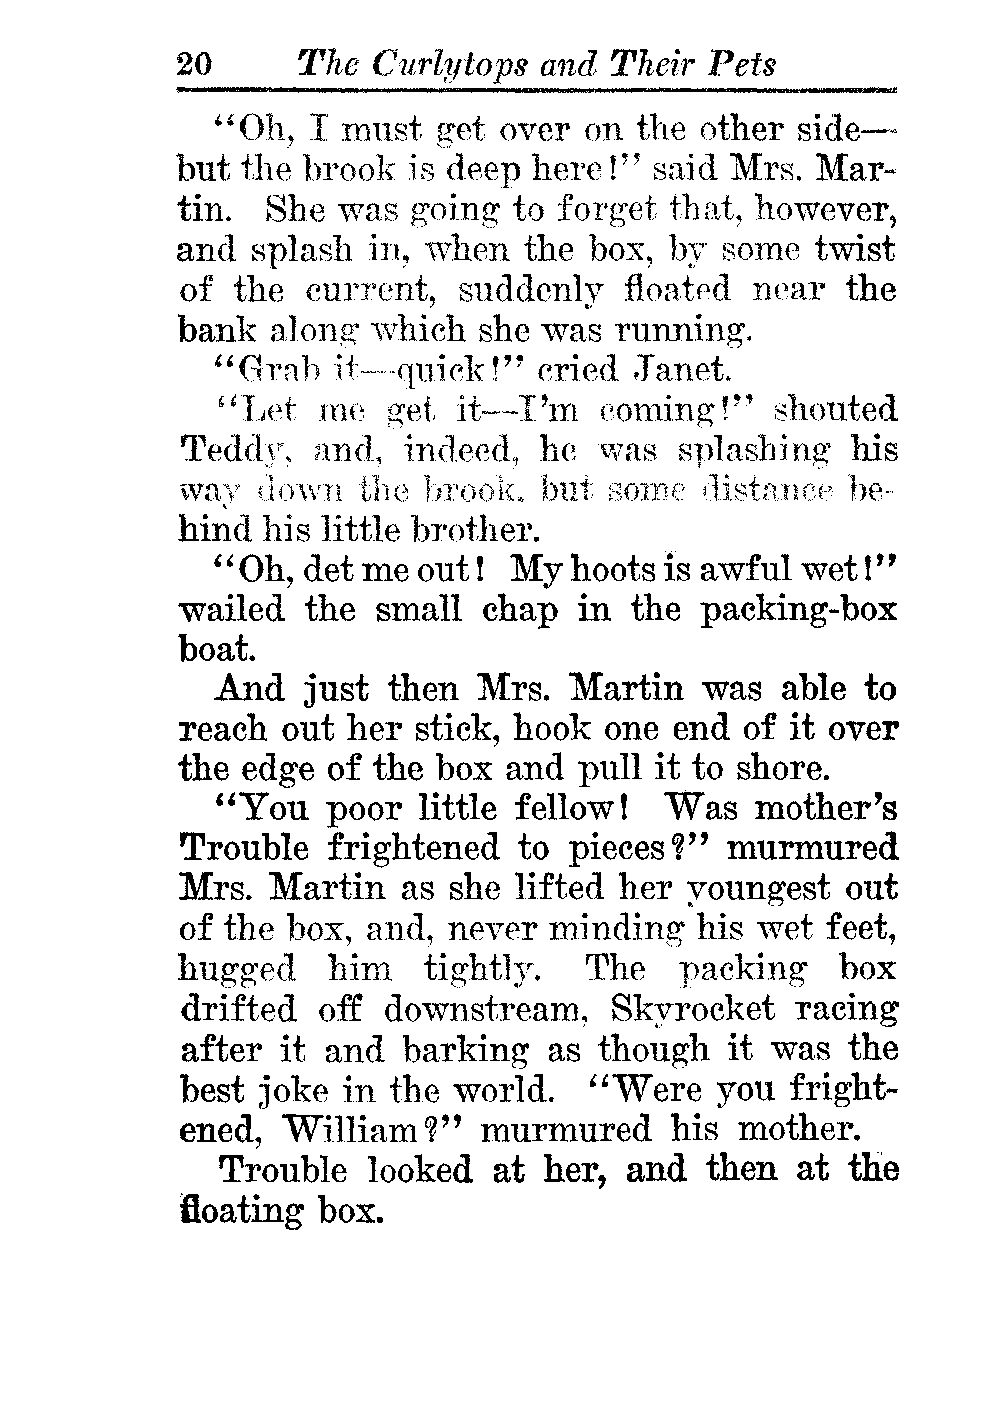 20 The Curlytops and Their Pets
“Oh, I must get over on the other side—
but the brook is deep here!” said Mrs. Mar-
tin. She was going to forget that, however,
and splash in, when the box, by some twist
of the current, suddenly floated near the
bank along which she was running.
“Grab it—quick!” cried Janet.
“Let me get it—I’m coming!” shouted
Teddy, and, indeed, he was splashing his
way down the brook, but some distance be-
hind his little brother.
“Oh, det me out! My hoots is awful wet!”
wailed the small chap in the packing-box
boat.
And just then Mrs. Martin was able to
reach out her stick, hook one end of it over
the edge of the box and pull it to shore.
“You poor little fellow! Was mother’s
Trouble frightened to pieces?” murmured
Mrs. Martin as she lifted her youngest out
of the box, and, never minding his wet feet,
hugged him tightly. The packing box
drifted off downstream, Skyrocket racing
after it and barking as though it was the
best joke in the world. “Were you fright-
ened, William?” murmured his mother.
Trouble looked at her, and then at the
floating box.